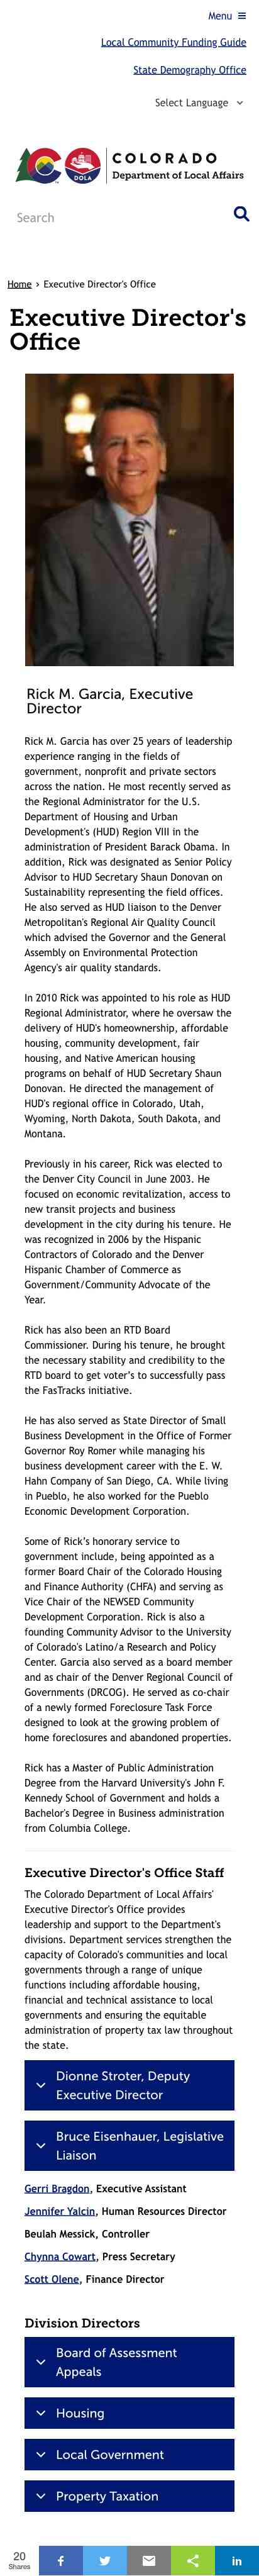 Menu ≡
Local Community Funding Guide
State Demography Office
Select Language
COLORADO
Department of Local Affairs
DOLA
Search
Home › Executive Director's Office
Executive Director's
Office
Rick M. Garcia, Executive
Director
Rick M. Garcia has over 25 years of leadership
experience ranging in the fields of
government, nonprofit and private sectors
across the nation. He most recently served as
the Regional Administrator for the U.S.
Department of Housing and Urban
Development's (HUD) Region VIII in the
administration of President Barack Obama. In
addition, Rick was designated as Senior Policy
Advisor to HUD Secretary Shaun Donovan on
Sustainability representing the field offices.
He also served as HUD liaison to the Denver
Metropolitan's Regional Air Quality Council
which advised the Governor and the General
Assembly on Environmental Protection
Agency's air quality standards.
In 2010 Rick was appointed to his role as HUD
Regional Administrator, where he oversaw the
delivery of HUD's homeownership, affordable
housing, community development, fair
housing, and Native American housing
programs on behalf of HUD Secretary Shaun
Donovan. He directed the management of
HUD's regional office in Colorado, Utah,
Wyoming, North Dakota, South Dakota, and
Montana.
Previously in his career, Rick was elected to
the Denver City Council in June 2003. He
focused on economic revitalization, access to
new transit projects and business
development in the city during his tenure. He
was recognized in 2006 by the Hispanic
Contractors of Colorado and the Denver
Hispanic Chamber of Commerce as
Government/Community Advocate of the
Year.
Rick has also been an RTD Board
Commissioner. During his tenure, he brought
the necessary stability and credibility to the
RTD board to get voter’s to successfully pass
the FasTracks initiative.
He has also served as State Director of Small
Business Development in the Office of Former
Governor Roy Romer while managing his
business development career with the E. W.
Hahn Company of San Diego, CA. While living
in Pueblo, he also worked for the Pueblo
Economic Development Corporation.
Some of Rick’s honorary service to
government include, being appointed as a
former Board Chair of the Colorado Housing
and Finance Authority (CHFA) and serving as
Vice Chair of the NEWSED Community
Development Corporation. Rick is also a
founding Community Advisor to the University
of Colorado's Latino/a Research and Policy
Center. Garcia also served as a board member
and as chair of the Denver Regional Council of
Governments (DRCOG). He served as co-chair
of a newly formed Foreclosure Task Force
designed to look at the growing problem of
home foreclosures and abandoned properties.
Rick has a Master of Public Administration
Degree from the Harvard University's John F.
Kennedy School of Government and holds a
Bachelor's Degree in Business administration
from Columbia College.
Executive Director's Office Staff
The Colorado Department of Local Affairs'
Executive Director's Office provides
leadership and support to the Department's
divisions. Department services strengthen the
capacity of Colorado's communities and local
governments through a range of unique
functions including affordable housing,
financial and technical assistance to local
governments and ensuring the equitable
administration of property tax law throughout
the state.
Dionne Stroter, Deputy
Executive Director
Bruce Eisenhauer, Legislative
Liaison
Gerri Bragdon, Executive Assistant
Jennifer Yalcin, Human Resources Director
Beulah Messick, Controller
Chynna Cowart, Press Secretary
Scott Olene, Finance Director
Division Directors
Board of Assessment
Appeals
Housing
Local Government
Property Taxation
20
Shares